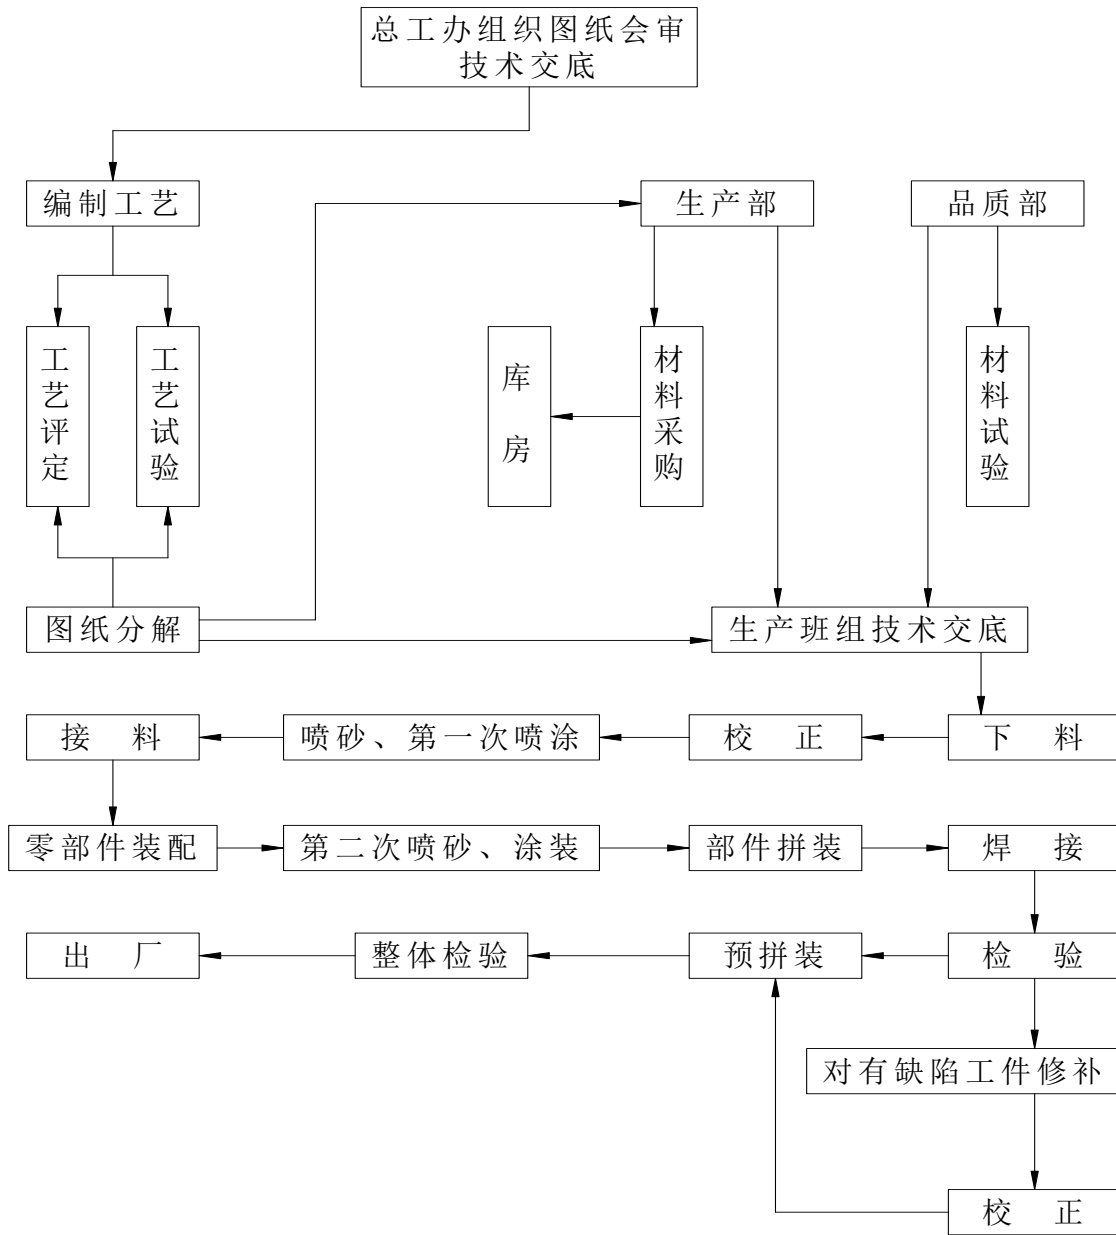 总工办组织图纸会审
技术交底
编制工艺
生产部
品质部
工艺评定
工艺试验
库房
材料采购
材料试验
图纸分解
生产班组技术交底
接料
喷砂、第一次喷涂
校正
下料
零部件装配
第二次喷砂、涂装
部件拼装
焊接
出厂
整体检验
预拼装
检验
对有缺陷工件修补
校正